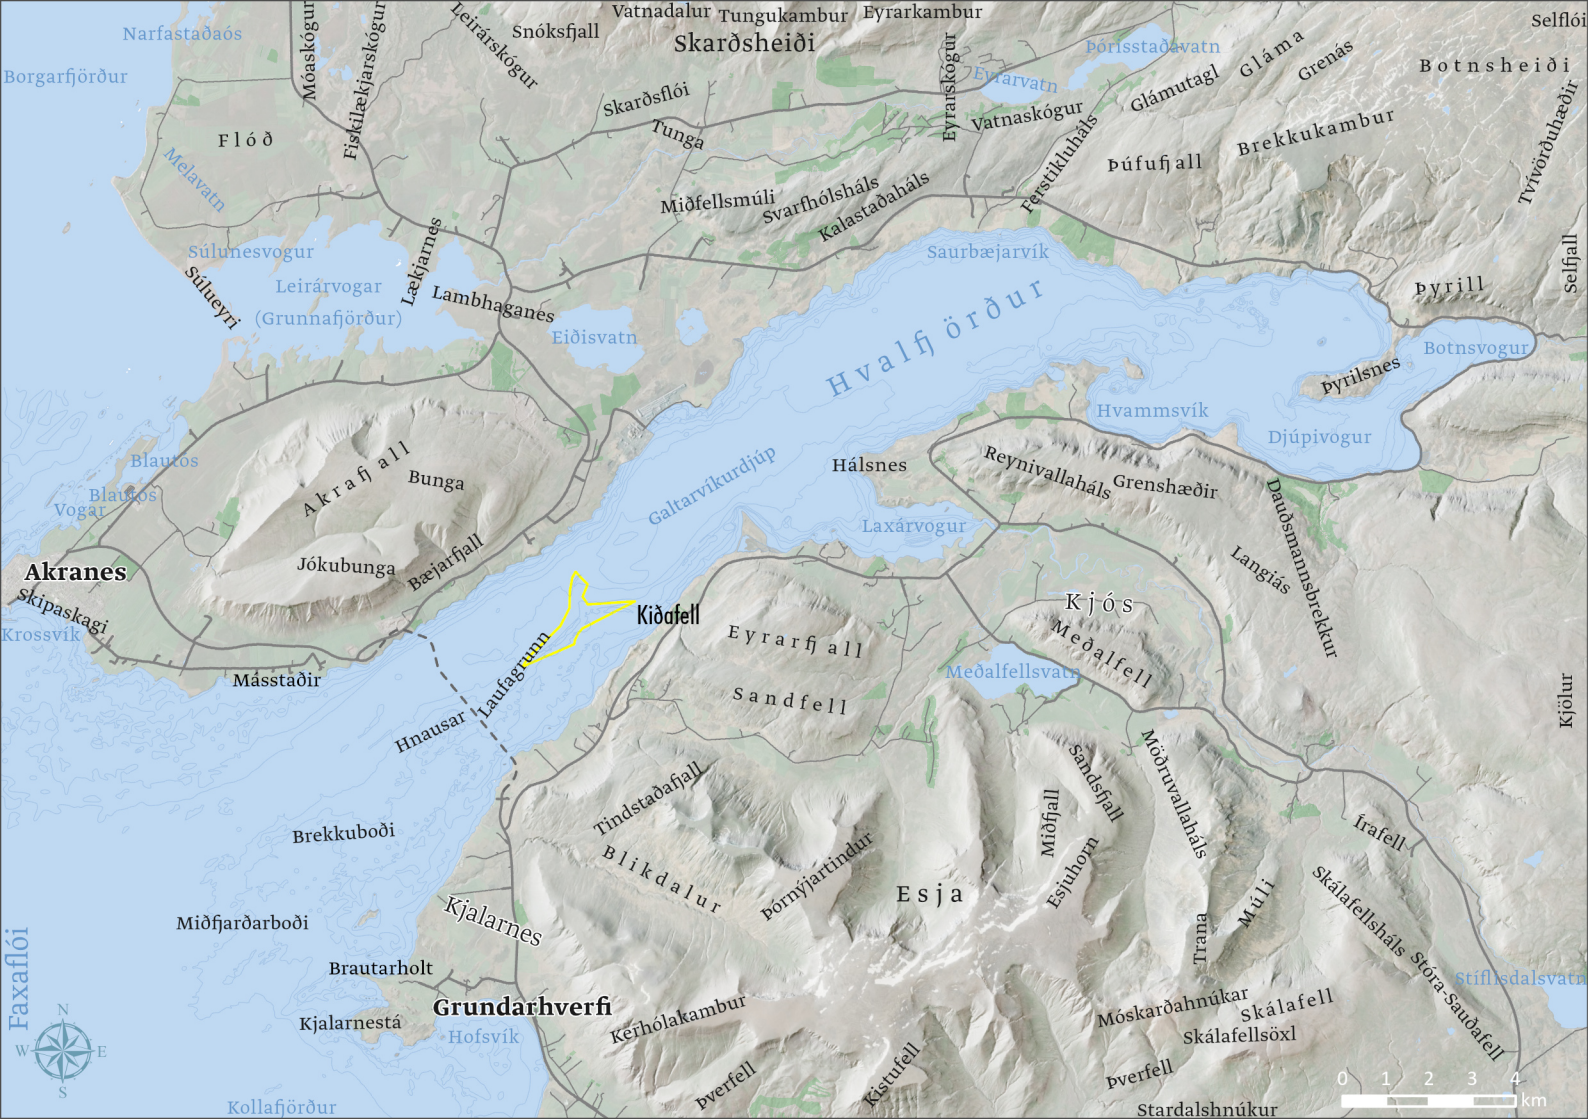 Vatnadalur
Tungukambur
Eyrarkambur
Selflói
Narfastaðaós
Móaskógur
Fiskilækjarskógur
Leirárskógur
Snóksfjall
Skarðsheiði
Þórisstaðavatn
Gláma
Grenás
Botnsheiði
Borgarfjörður
Eyrarskógur
Eyrarvatn
Glámutagl
Skarðsflói
Vatnaskógur
Tvívörðuhæðir
Flóð
Tunga
Ferstikluháls
Þúfufjall
Brekkukambur
Melavatn
Miðfellsmúli
Svarfhólsháls
Kalastaðaháls
Súlunesvogur
Súlueyri
Leirárvogar
(Grunnafjörður)
Lækjarnes
Lambhaganes
Saurbæjarvík
Selfjall
Þyrill
Eiðisvatn
Hvalfjörður
Botnsvogur
Þyrilsnes
Hvammsvík
Djúpivogur
Blautós
Blautós
Vogar
Akrafjall
Bunga
Galtarvíkurdjúp
Hálsnes
Reynivallaháls
Grenshæðir
Dauðsmannsbrekkur
Laxárvogur
Langiás
Akranes
Skipaskagi
Krossvík
Jókubunga
Bæjarfjall
Kiðafell
Kjós
Eyrarfjall
Meðalfell
Sandfell
Meðalfellsvatn
Másstaðir
Laufagrunn
Hnausar
Kjölur
Tindstaðafjall
Sandsfjall
Möðruvallaháls
Miðfjall
Brekkuboði
Írafell
Blikdalur
Þórnýjartindur
Esja
Esjuhorn
Trana
Múli
Skálafellsháls
Stóra-Sauðafell
Kjalarnes
Miðfjarðarboði
Faxaflói
Brautarholt
Stíflisdalsvatn
Grundarhverfi
Kjalarnestá
Hofsvík
Kerhólakambur
Móskarðahnúkar
Skálafell
Skálafellsöxl
Þverfell
Kistufell
Þverfell
Kollafjörður
Stardalshnúkur
N
W
E
S
0 1 2 3 4
km